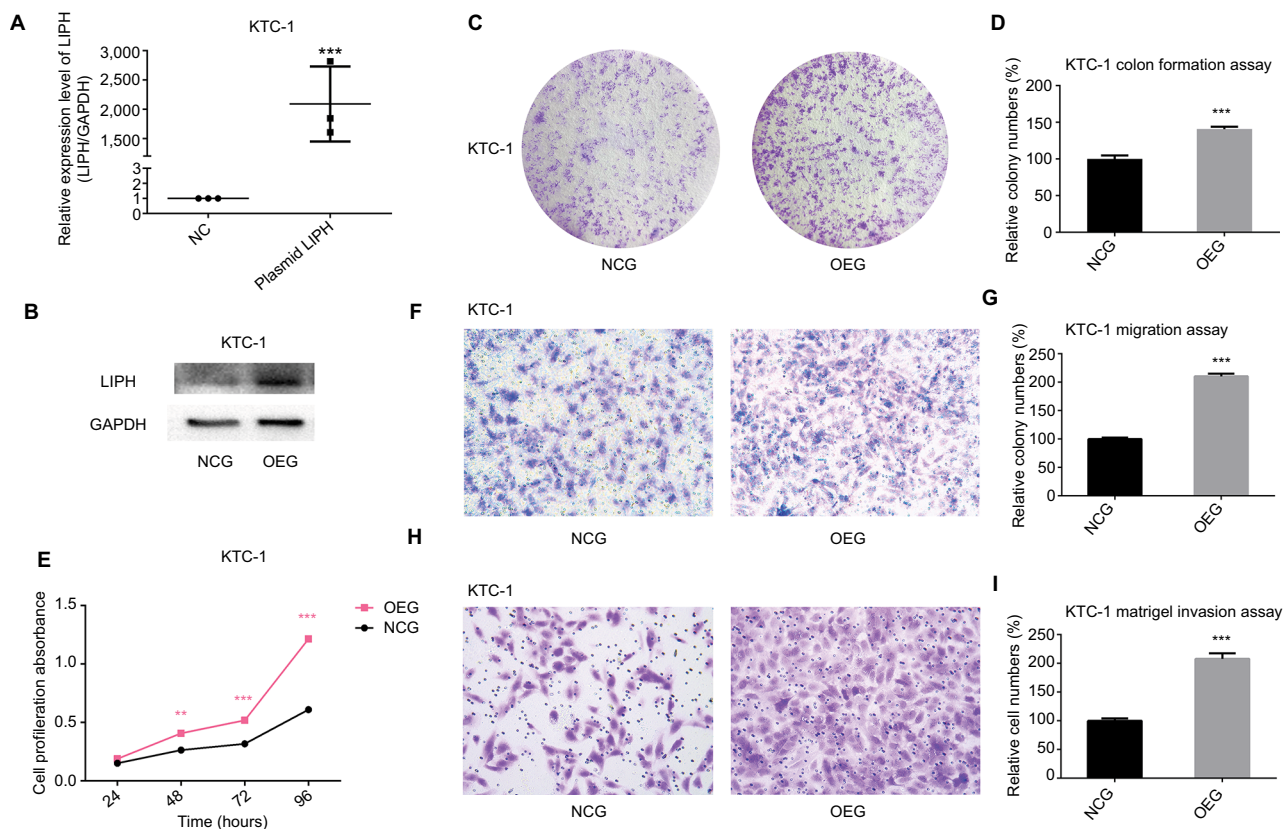 A
KTC-1
Relative expression level of LIPH
(LIPH/GAPDH)
3,000
2,500
2,000
1,500
3
2
1
0
***
NC
Plasmid LIPH
B
KTC-1
LIPH
GAPDH
NCG
OEG
C
KTC-1
NCG
OEG
D
KTC-1 colon formation assay
Relative colony numbers (%)
200
150
100
50
0
***
NCG
OEG
E
KTC-1
Cell profileration absorbance
1.5
1.0
0.5
0.0
**
***
***
24
48
72
96
Time (hours)
OEG
NCG
F
KTC-1
NCG
OEG
G
KTC-1 migration assay
Relative colony numbers (%)
250
200
150
100
50
0
***
NCG
OEG
H
KTC-1
NCG
OEG
I
KTC-1 matrigel invasion assay
Relative cell numbers (%)
250
200
150
100
50
0
***
NCG
OEG